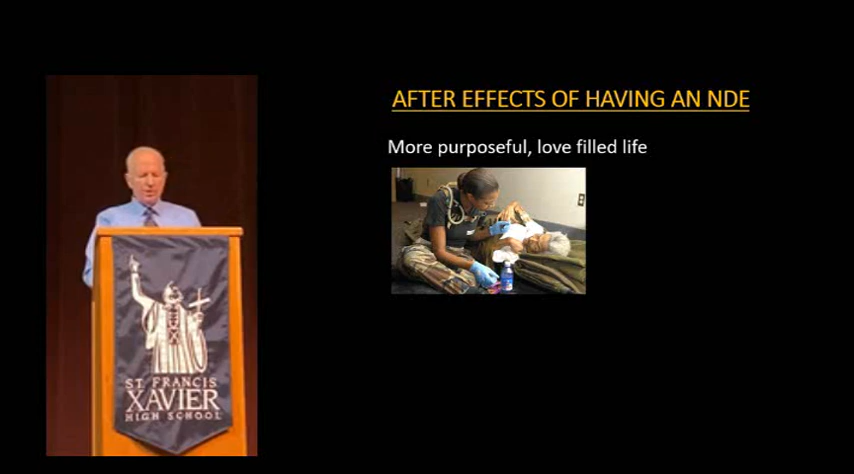 AFTER EFFECTS OF HAVING AN NDE
More purposeful, love filled life
ST. FRANCIS
XAVIER
HIGH SCHOOL